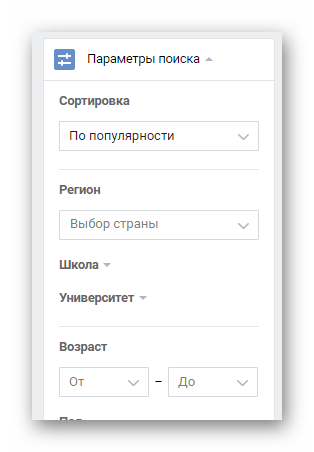 Параметры поиска
Сортировка
По популярности
Регион
Выбор страны
Школа
Университет
Возраст
От – До